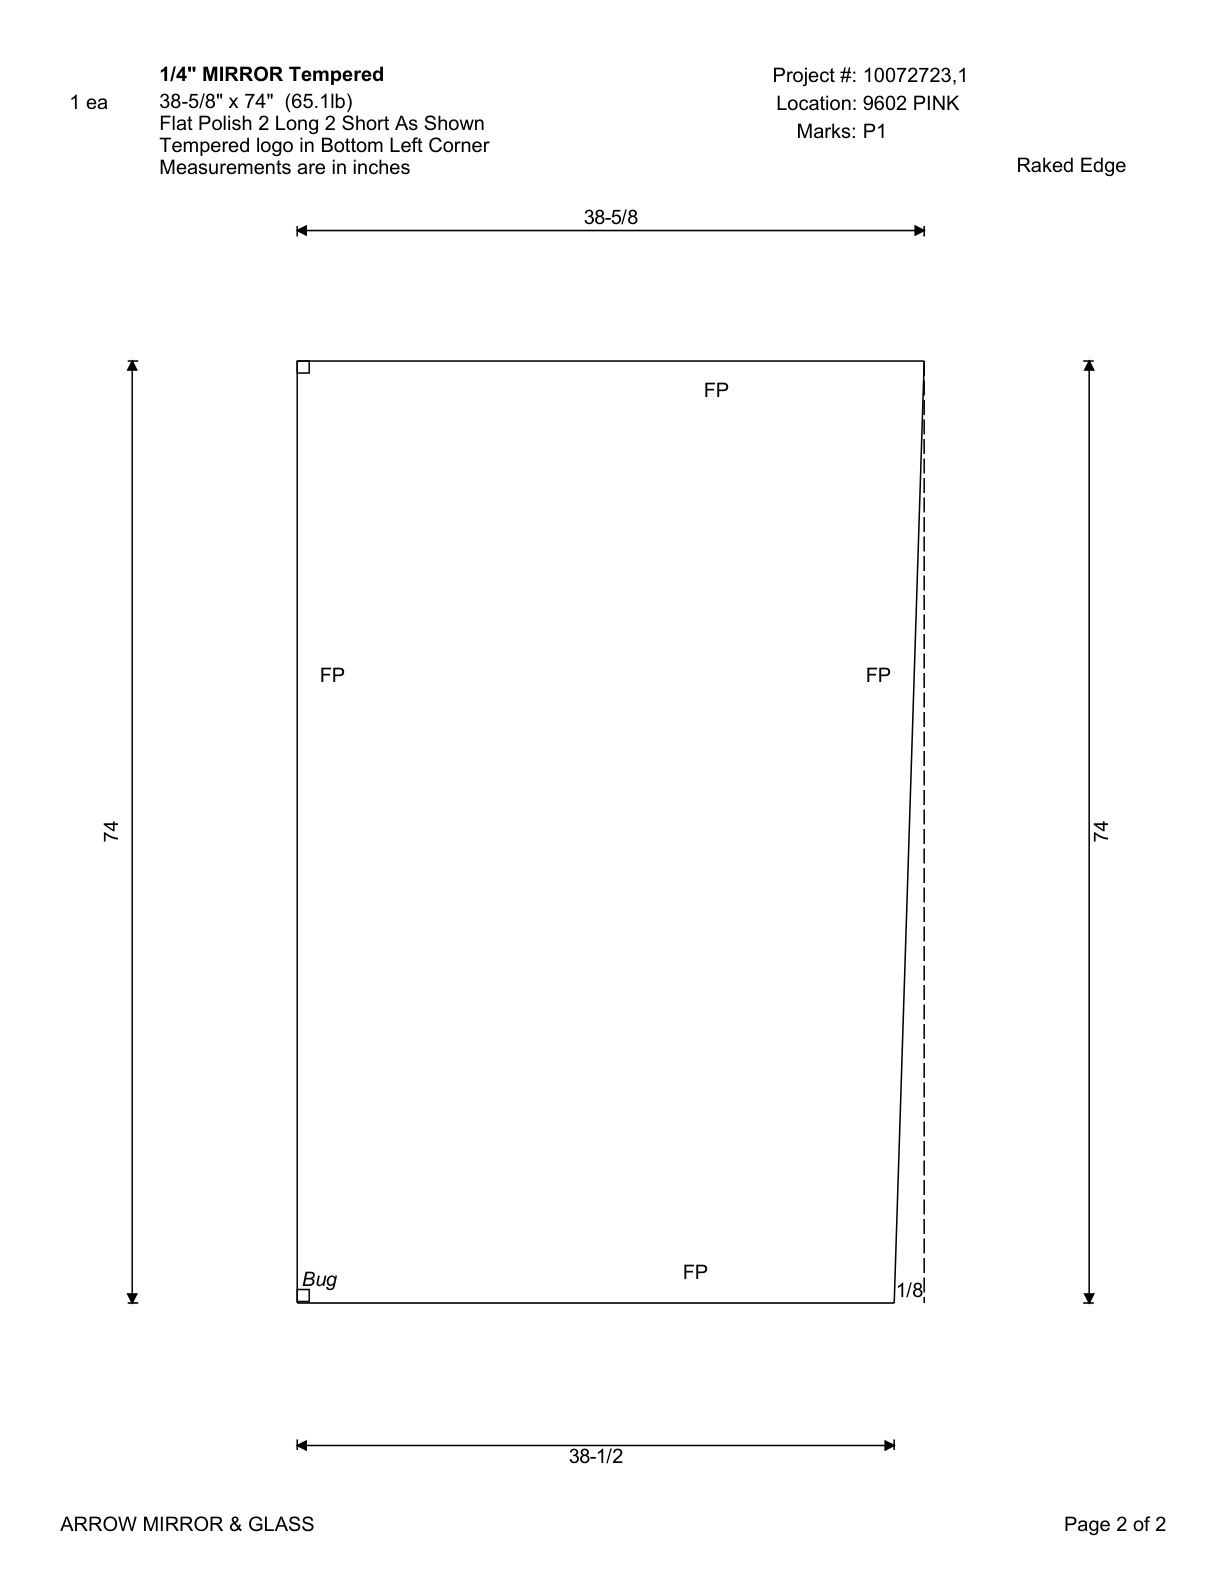 1/4" MIRROR Tempered
1 ea
38-5/8" x 74" (65.1lb)
Flat Polish 2 Long 2 Short As Shown
Tempered logo in Bottom Left Corner
Measurements are in inches
Project #: 10072723,1
Location: 9602 PINK
Marks: P1
Raked Edge
38-5/8
FP
FP
FP
74
74
Bug
FP
1/8
38-1/2
ARROW MIRROR & GLASS
Page 2 of 2